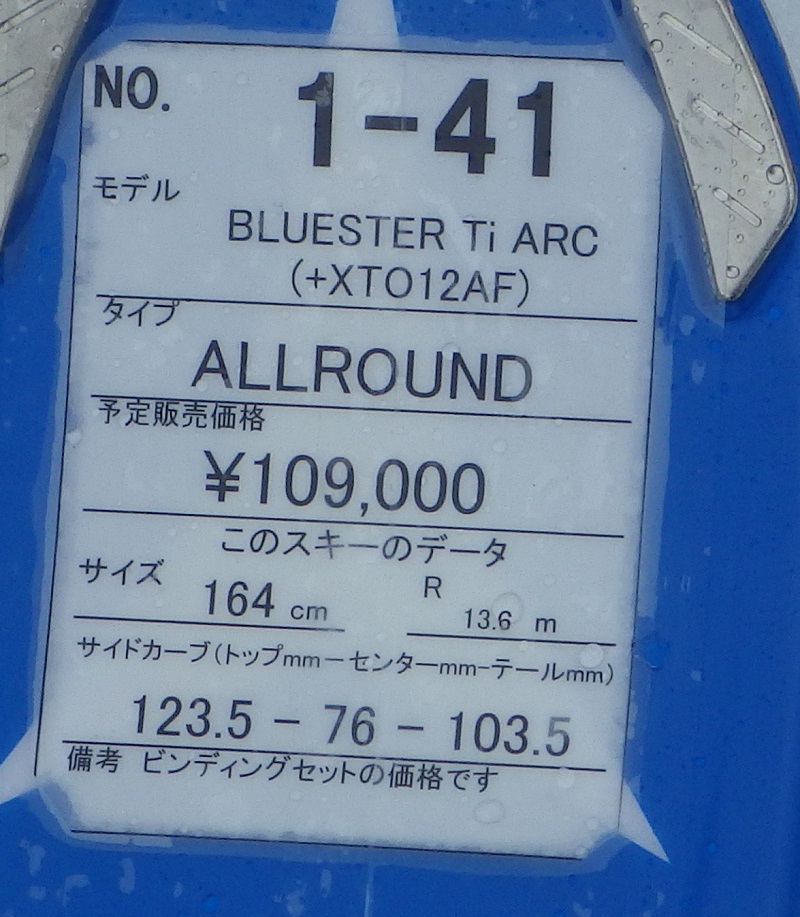 NO. 1-41
モデル
BLUESTER Ti ARC
(+XTO12AF)
タイプ
ALLROUND
予定販売価格
¥109,000
このスキーのデータ
サイズ 164 cm R 13.6 m
サイドカーブ(トップmm-センターmm-テールmm)
123.5 - 76 - 103.5
備考 ビンディングセットの価格です